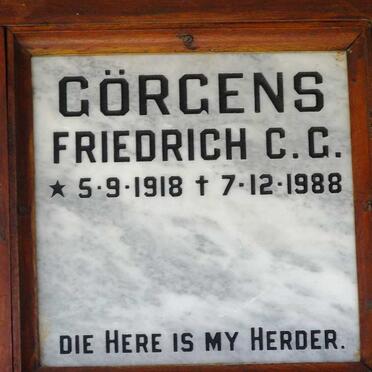 GÖRGENS
FRIEDRICH C. G.
★ 5·9·1918 † 7·12·1988
DIE HERE IS MY HERDER.